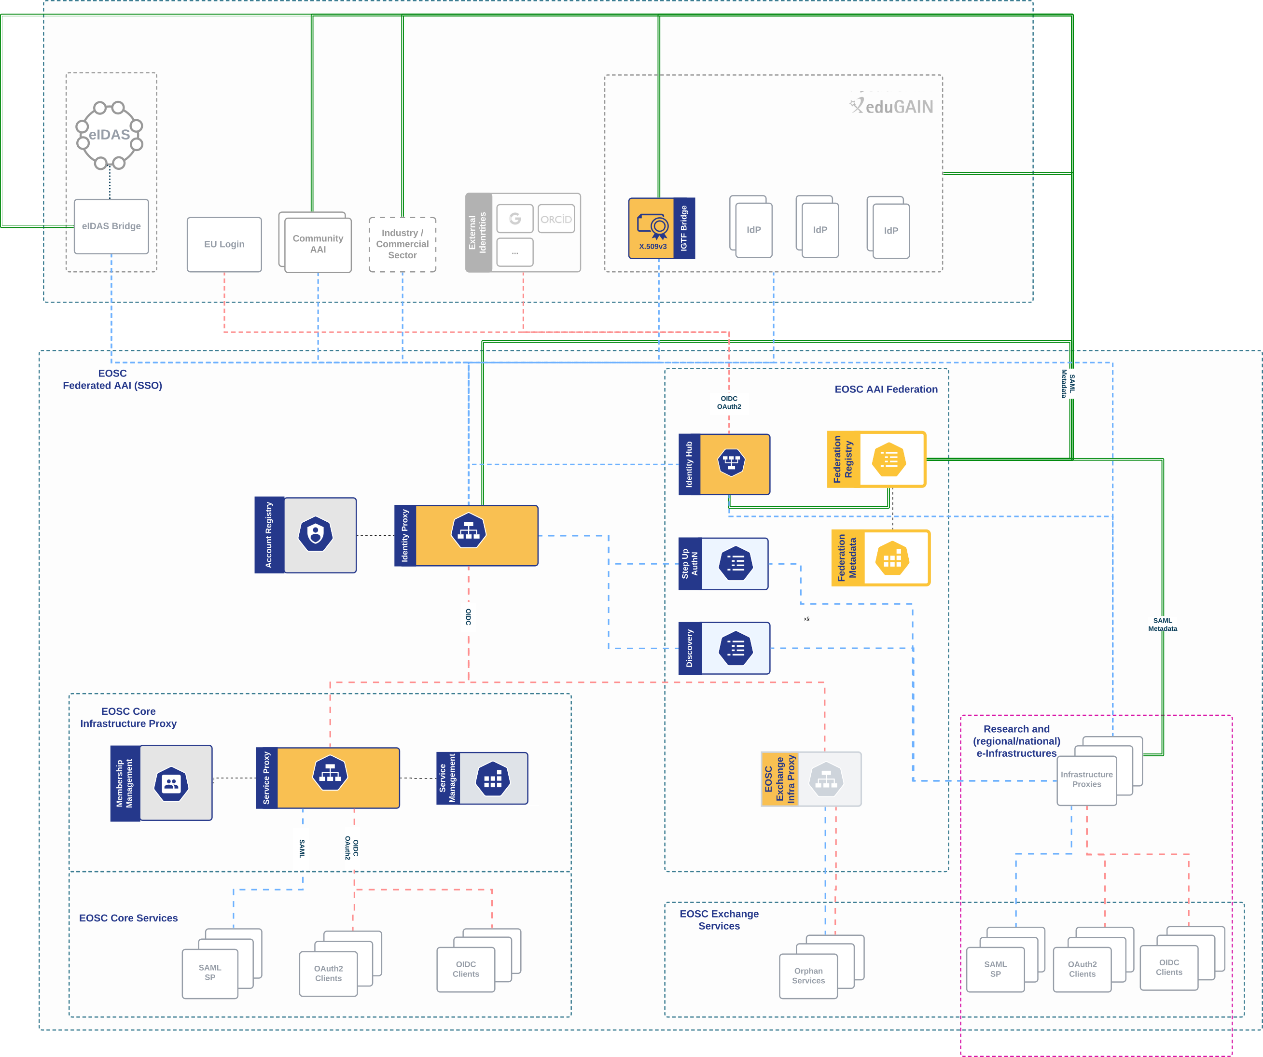 eduGAIN
eIDAS
eIDAS Bridge
EU Login
Community
AAI
Industry /
Commercial
Sector
External
Idenrtities
G
ORCID
...
X.509v3
IGTF Bridge
IdP
IdP
IdP
EOSC
Federated AAI (SSO)
SAML
Metadata
EOSC AAI Federation
OIDC
OAuth2
Identity Hub
Federation
Registry
Account Registry
Identity Proxy
Step Up
AuthN
Federation
Metadata
OIDC
Discovery
SAML
Metadata
EOSC Core
Infrastructure Proxy
Research and
(regional/national)
e-Infrastructures
Membership
Management
Service Proxy
Service
Management
EOSC
Exchange
Infra Proxy
Infrastructure
Proxies
SAML
OIDC
OAuth2
EOSC Core Services
EOSC Exchange
Services
SAML
SP
OAuth2
Clients
OIDC
Clients
Orphan
Services
SAML
SP
OAuth2
Clients
OIDC
Clients